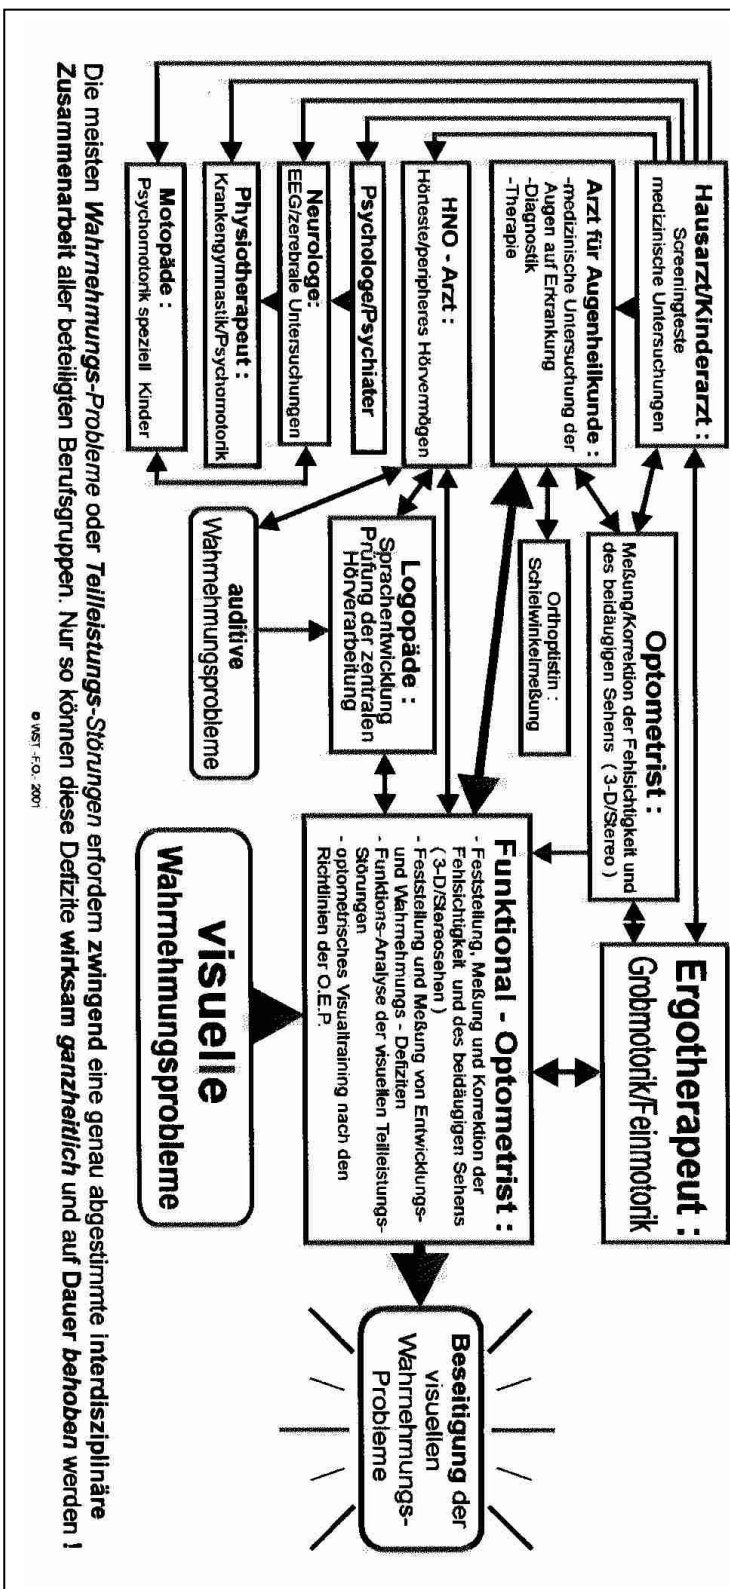 Hausarzt/Kinderarzt :
Screeningteste
medizinische Untersuchungen
Arzt für Augenheilkunde :
-medizinische Untersuchung der
Augen auf Erkrankung
-Diagnostik
-Therapie
HNO - Arzt :
Hörteste/peripheres Hörvermögen
Psychologe/Psychiater
Neurologe:
EEG/zerebrale Untersuchungen
Physiotherapeut :
Krankengymnastik/Psychomotorik
Motopäde :
Psychomotorik speziell Kinder
Optometrist :
Meßung/Korrektion der Fehlsichtigkeit und
des beidäugigen Sehens ( 3-D/Stereo )
Orthoptistin :
Schielwinkelmeßung
Logopäde :
Sprachentwicklung
Prüfung der zentralen
Hörverarbeitung
auditive
Wahrnehmungsprobleme
Ergotherapeut :
Grobmotorik/Feinmotorik
Funktional - Optometrist :
- Feststellung, Meßung und Korrektion der
Fehlsichtigkeit und des beidäugigen Sehens
( 3-D/Stereosehen )
- Feststellung und Meßung von Entwicklungs-
und Wahrnehmungs - Defiziten
- Funktions-Analyse der visuellen Teilleistungs-
Störungen
- optometrisches Visualtraining nach den
Richtlinien der O.E.P.
visuelle
Wahrnehmungsprobleme
Beseitigung der
visuellen
Wahrnehmungs-
Probleme
Die meisten Wahrnehmungs-Probleme oder Teilleistungs-Störungen erfordern zwingend eine genau abgestimmte interdisziplinäre
Zusammenarbeit aller beteiligten Berufsgruppen. Nur so können diese Defizite wirksam ganzheitlich und auf Dauer behoben werden !
© WST -F.O. 2001